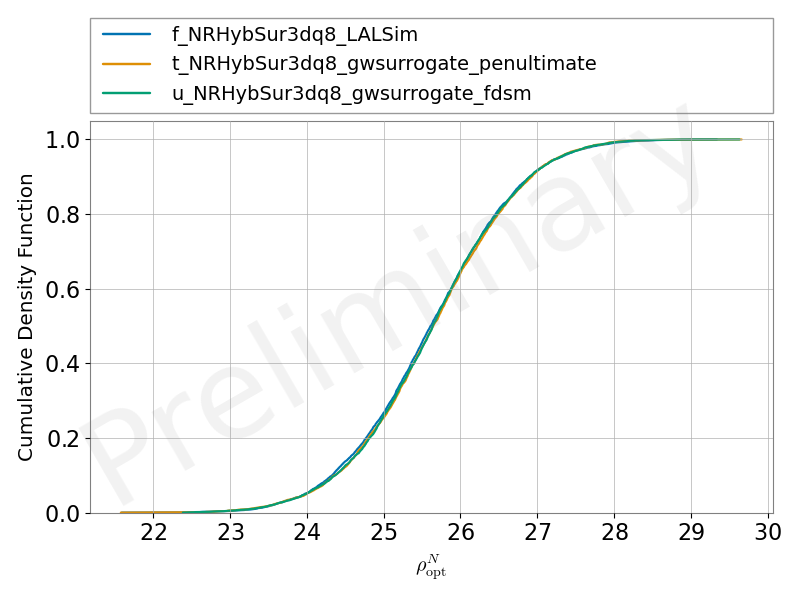 f_NRHybSur3dq8_LALSim
t_NRHybSur3dq8_gwsurrogate_penultimate
u_NRHybSur3dq8_gwsurrogate_fdsm
1.0
0.8
0.6
0.4
0.2
0.0
Cumulative Density Function
Preliminary
22 23 24 25 26 27 28 29 30
ρ^N_opt